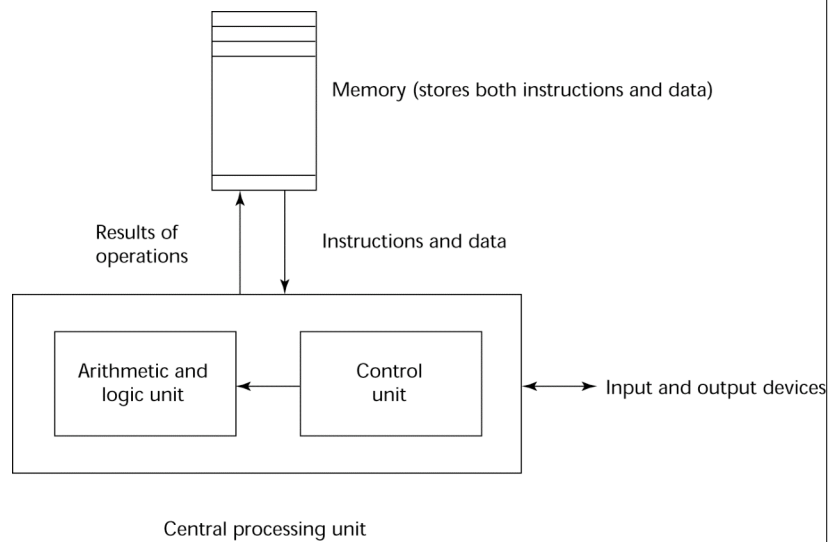 Memory (stores both instructions and data)
Results of
operations
Instructions and data
Arithmetic and
logic unit
Control
unit
Input and output devices
Central processing unit